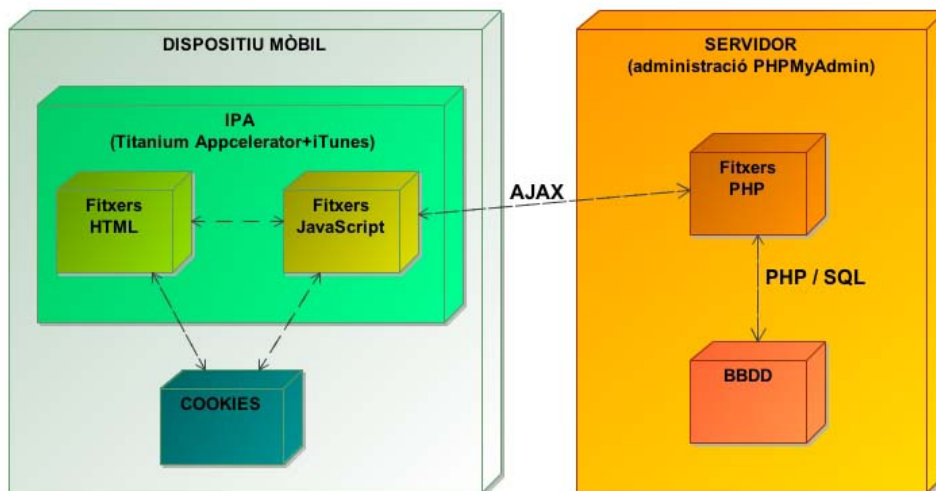 DISPOSITIU MÒBIL
IPA
(Titanium Appcelerator+iTunes)
Fitxers
HTML
Fitxers
JavaScript
COOKIES
AJAX
SERVIDOR
(administració PHPMyAdmin)
Fitxers
PHP
PHP / SQL
BBDD